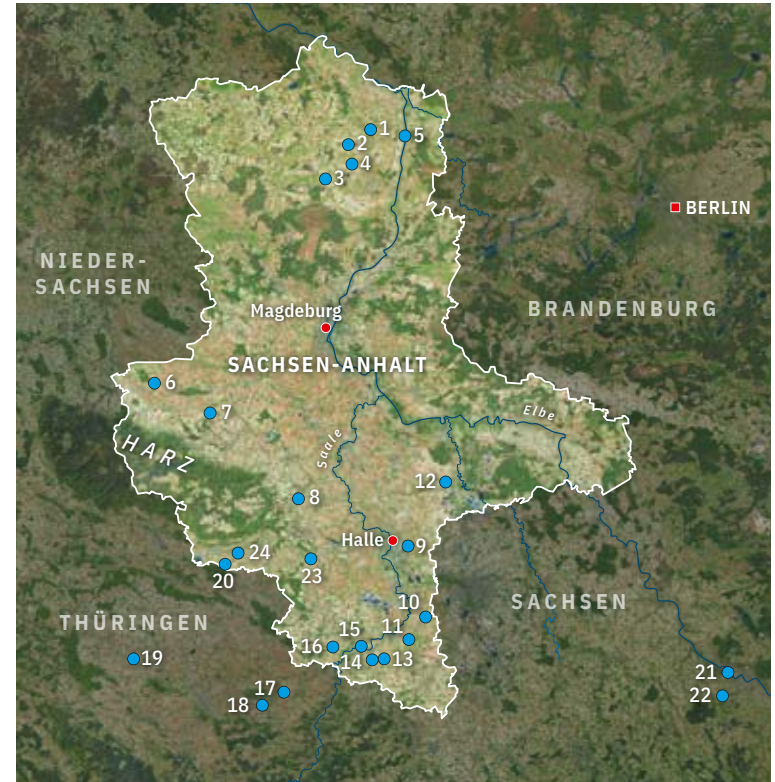 1
2
5
4
3
BERLIN
NIEDER-
SACHSEN
BRANDENBURG
Magdeburg
SACHSEN-ANHALT
6
7
Elbe
HARZ
Saale
12
8
Halle
9
24
20
23
SACHSEN
THÜRINGEN
10
11
15
16
14
13
19
17
18
21
22